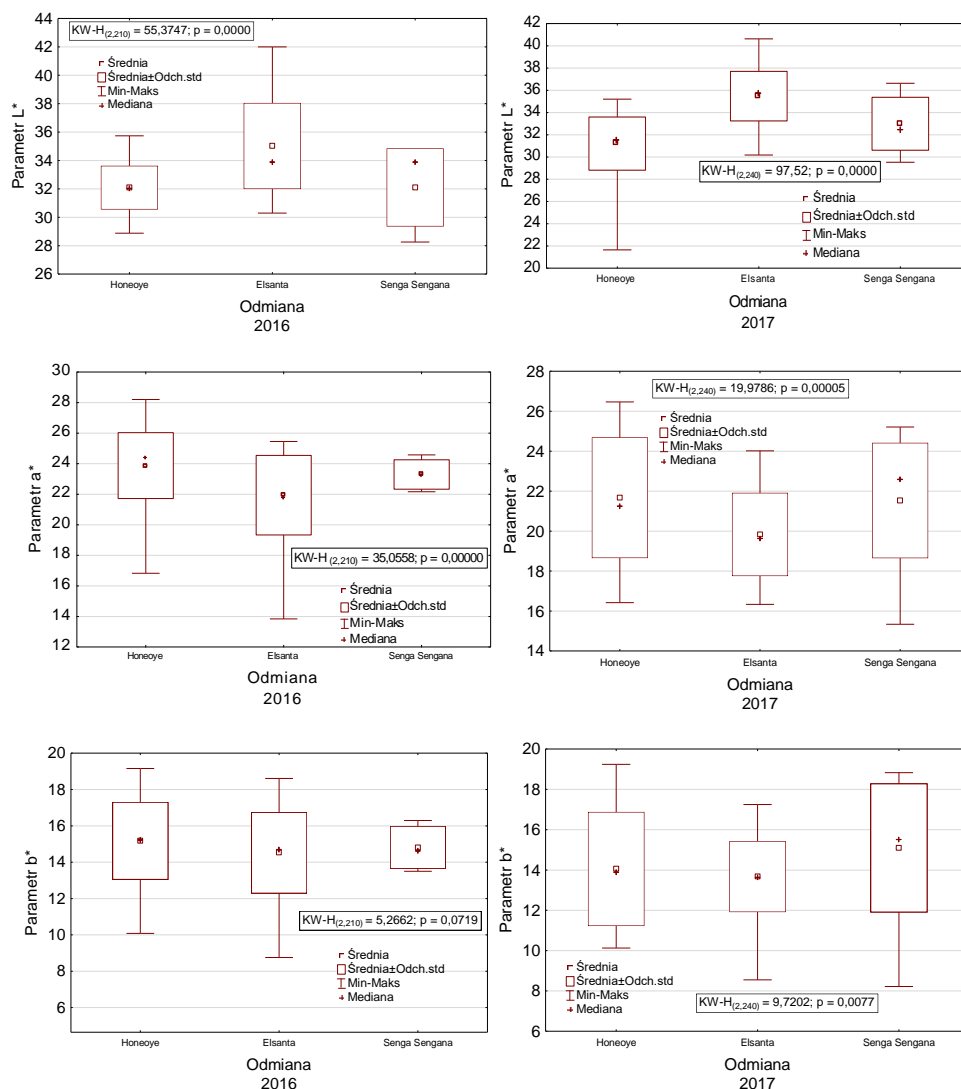 44
42
40
38
36
34
32
30
28
26
Parametr L*
KW-H(2,210) = 55,3747; p = 0,0000
Średnia
Średnia±Odch.std
Min-Maks
Mediana
Honeoye Elsanta Senga Sengana
Odmiana
2016
42
40
38
36
34
32
30
28
26
24
22
20
Parametr L*
KW-H(2,240) = 97,52; p = 0,0000
Średnia
Średnia±Odch.std
Min-Maks
Mediana
Honeoye Elsanta Senga Sengana
Odmiana
2017
30
28
26
24
22
20
18
16
14
12
Parametr a*
KW-H (2,210) = 35,0558; p = 0,00000
Średnia
Średnia±Odch.std
Min-Maks
Mediana
Honeoye Elsanta Senga Sengana
Odmiana
2016
28
26
24
22
20
18
16
14
Parametr a*
KW-H(2,240) = 19,9786; p = 0,00005
Średnia
Średnia±Odch.std
Min-Maks
Mediana
Honeoye Elsanta Senga Sengana
Odmiana
2017
20
18
16
14
12
10
8
6
Parametr b*
KW-H(2,210) = 5,2662; p = 0,0719
Średnia
Średnia±Odch.std
Min-Maks
Mediana
Honeoye Elsanta Senga Sengana
Odmiana
2016
20
18
16
14
12
10
8
6
Parametr b*
Średnia
Średnia±Odch.std
Min-Maks
Mediana
KW-H(2,240) = 9,7202; p = 0,0077
Honeoye Elsanta Senga Sengana
Odmiana
2017